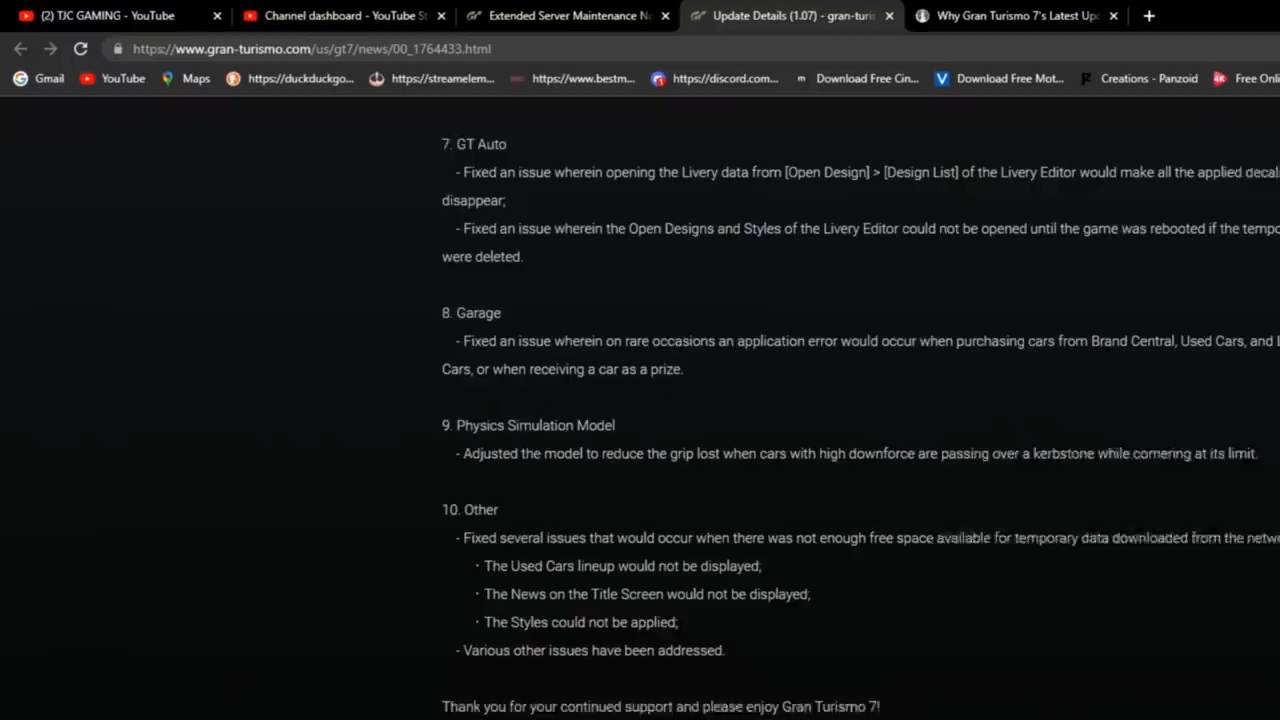 (2) TJC GAMING - YouTube
Channel dashboard - YouTube St
Extended Server Maintenance No
Update Details (1.07) - gran-turis
Why Gran Turismo 7's Latest Upd
https://www.gran-turismo.com/us/gt7/news/00_1764433.html
Gmail
YouTube
Maps
https://duckduckgo...
https://streamelem...
https://www.bestm...
https://discord.com...
Download Free Cin...
Download Free Mot...
Creations - Panzoid
Free Onli
7. GT Auto
- Fixed an issue wherein opening the Livery data from [Open Design] > [Design List] of the Livery Editor would make all the applied decal
disappear;
- Fixed an issue wherein the Open Designs and Styles of the Livery Editor could not be opened until the game was rebooted if the tempo
were deleted.
8. Garage
- Fixed an issue wherein on rare occasions an application error would occur when purchasing cars from Brand Central, Used Cars, and L
Cars, or when receiving a car as a prize.
9. Physics Simulation Model
- Adjusted the model to reduce the grip lost when cars with high downforce are passing over a kerbstone while cornering at its limit.
10. Other
- Fixed several issues that would occur when there was not enough free space available for temporary data downloaded from the netw
・The Used Cars lineup would not be displayed;
・The News on the Title Screen would not be displayed;
・The Styles could not be applied;
- Various other issues have been addressed.
Thank you for your continued support and please enjoy Gran Turismo 7!